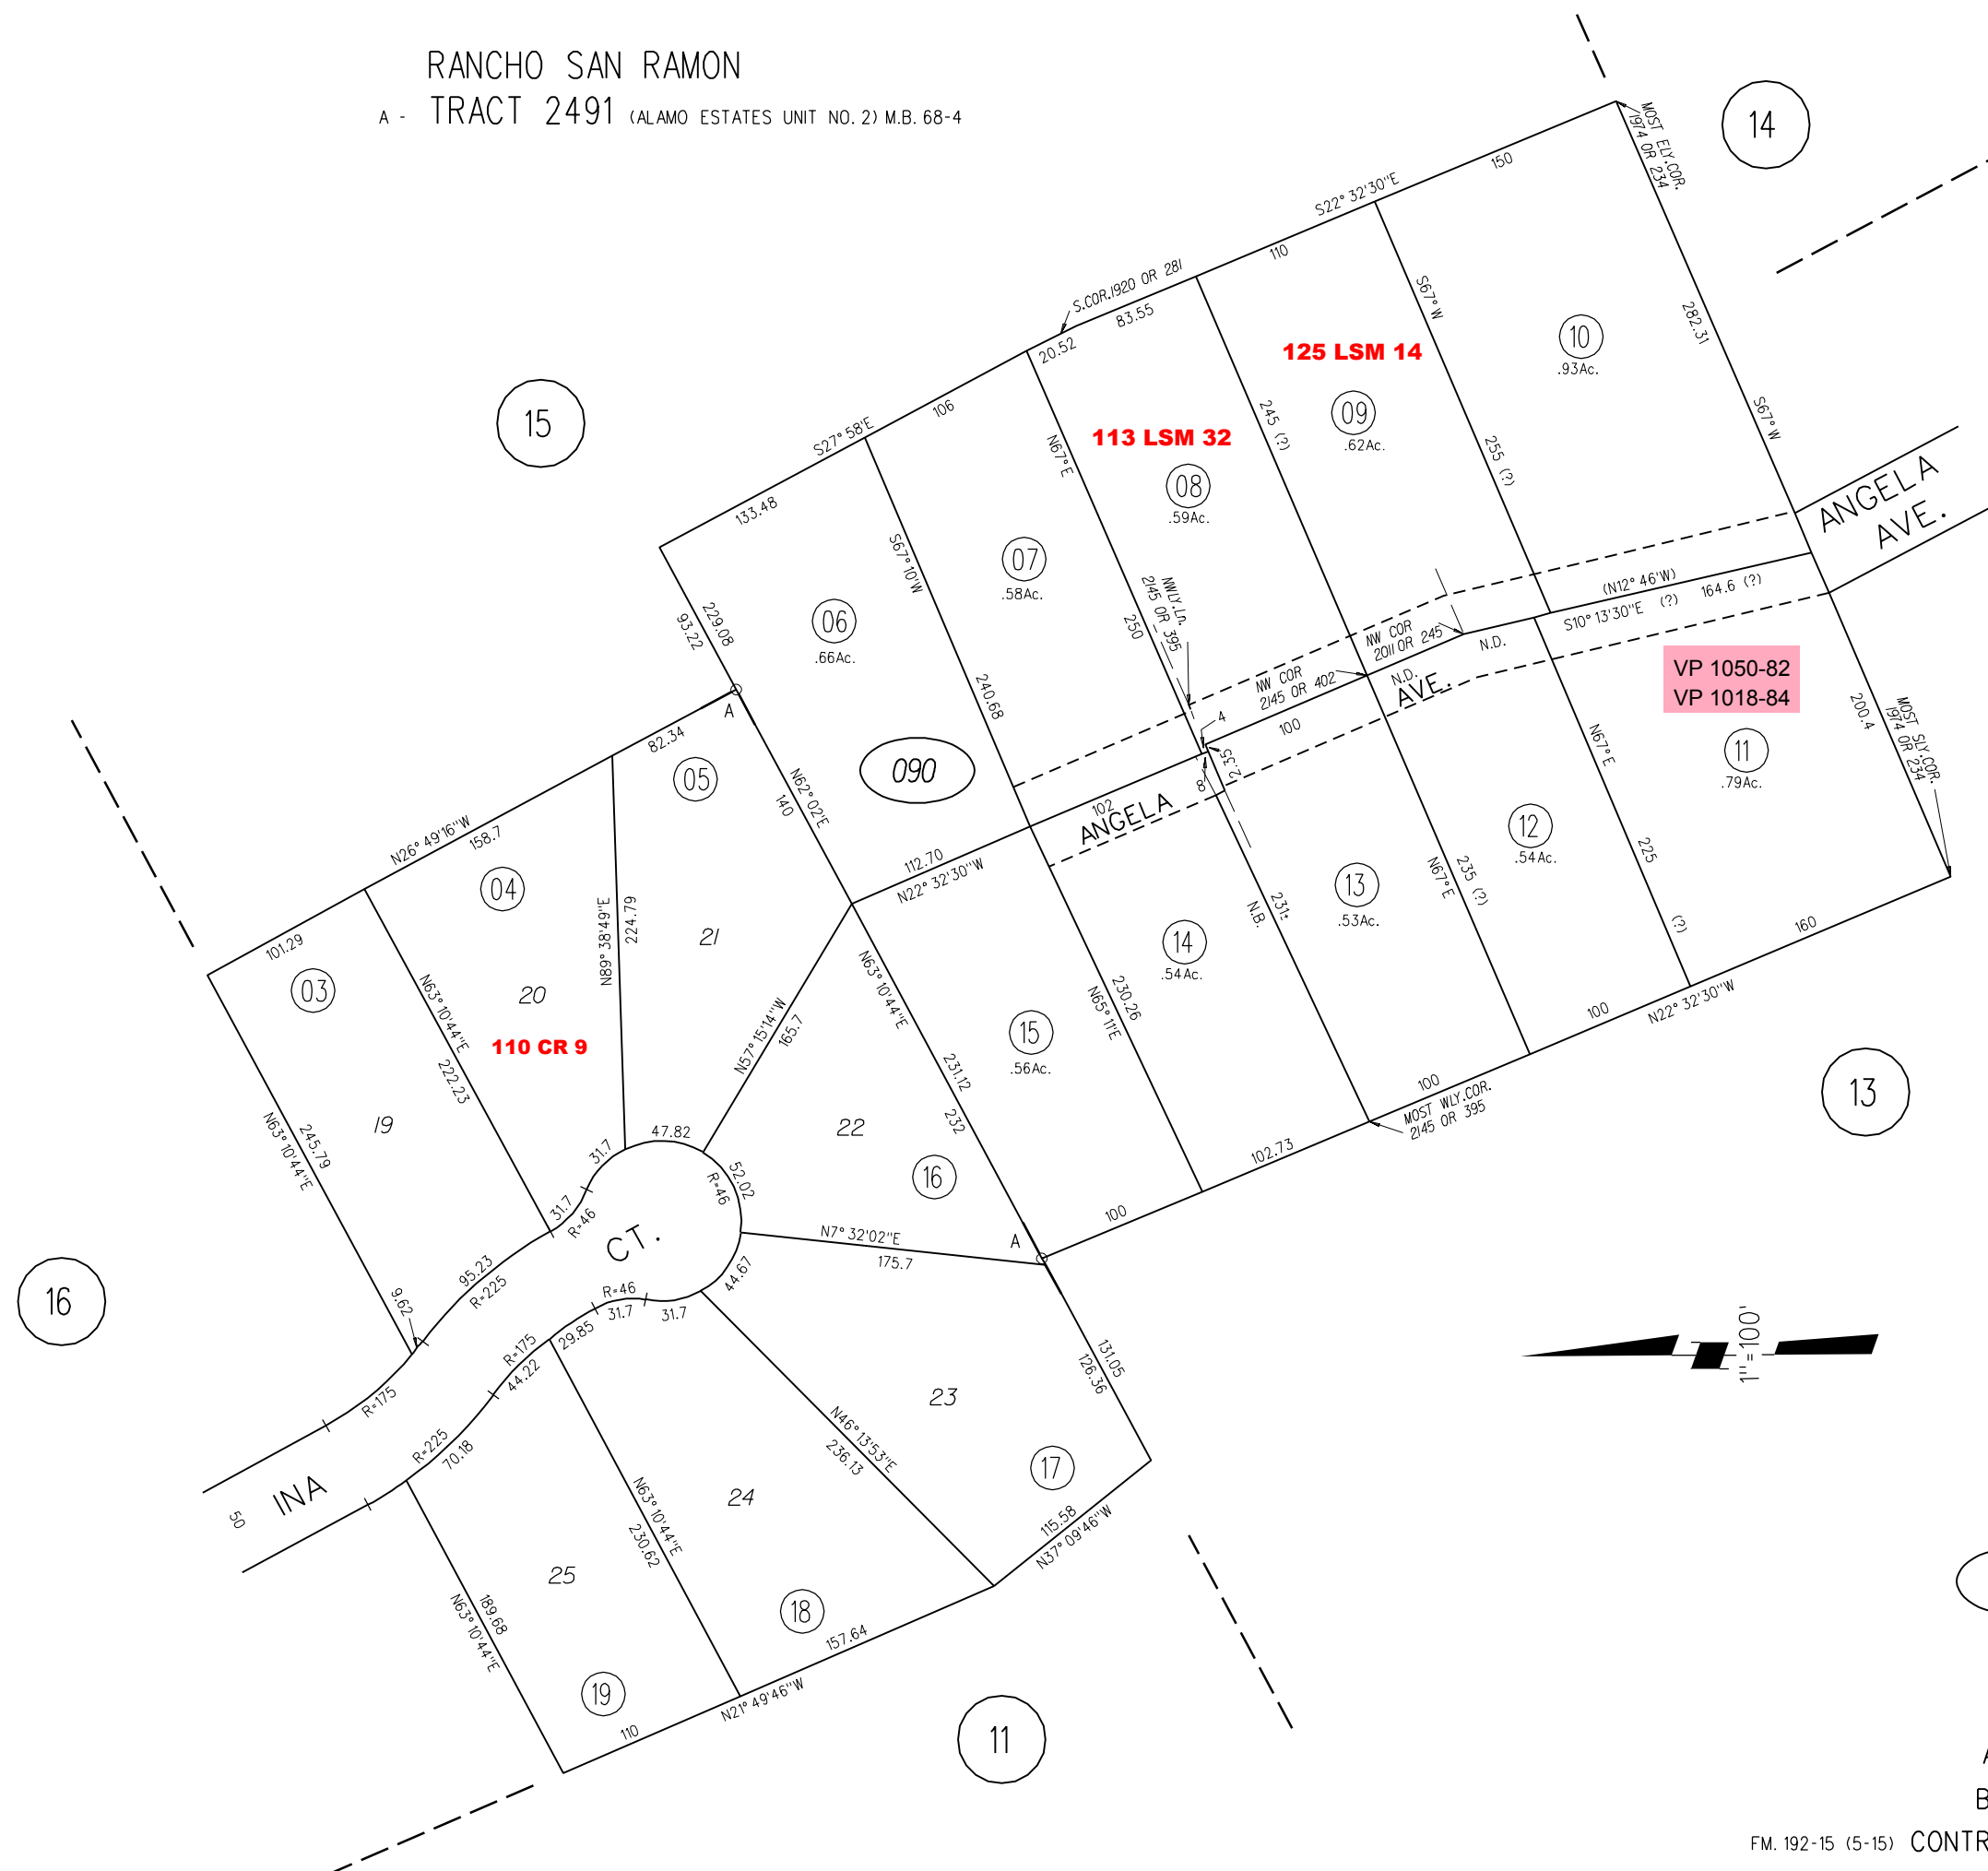 RANCHO SAN RAMON
A - TRACT 2491 (ALAMO ESTATES UNIT NO. 2) M.B. 68-4
14
MOST ELY.COR.
1974 OR 234
150
S22° 32'30"E
110
S.COR.1920 OR 281
83.55
20.52
106
S27° 58'E
133.48
15
S67° W
282.31
S67° W
10
.93Ac.
125 LSM 14
09
.62Ac.
245 (?)
255 (?)
113 LSM 32
08
.59Ac.
N67° E
250
07
.58Ac.
S67° 10'W
240.68
06
.66Ac.
229.08
93.22
NWLY.Ln.
2145 OR 395
NW COR
2145 OR 402
NW COR
2011 OR 245
N.D.
N.D.
(N12° 46'W)
S10° 13'30"E (?) 164.6 (?)
ANGELA
AVE.
ANGELA
AVE.
VP 1050-82
VP 1018-84
11
.79Ac.
200.4
MOST SLY.COR.
1974 OR 234
4
100
2.35
8
102
112.70
N22° 32'30"W
090
A
82.34
05
N62° 02'E
140
N67° E
225 (?)
12
.54Ac.
235 (?)
N67° E
13
.53Ac.
231±
N.B.
14
.54Ac.
230.26
N65° 11'E
15
.56Ac.
160
N22° 32'30"W
100
100
MOST WLY.COR.
2145 OR 395
102.73
100
13
N26° 49'16"W
158.7
04
101.29
03
20
110 CR 9
N89° 38'49"E
224.79
21
N57° 15'14"W
165.7
N63° 10'44"E
231.12
232
22
16
N63° 10'44"E
222.23
19
245.79
N63° 10'44"E
47.82
31.7
52.02
R=46
31.7
R=46
CT.
N7° 32'02"E
175.7
A
44.67
95.23
R=225
9.62
R=46
31.7
31.7
R=175
29.85
44.22
R=175
R=225
70.18
16
INA
50
131.05
126.36
23
17
N46° 13'53"E
236.13
115.58
N37° 09'46"W
24
18
N63° 10'44"E
230.62
25
19
189.68
N63° 10'44"E
157.64
N21° 49'46"W
110
11
1"=100'
A
B
FM. 192-15 (5-15) CONTR